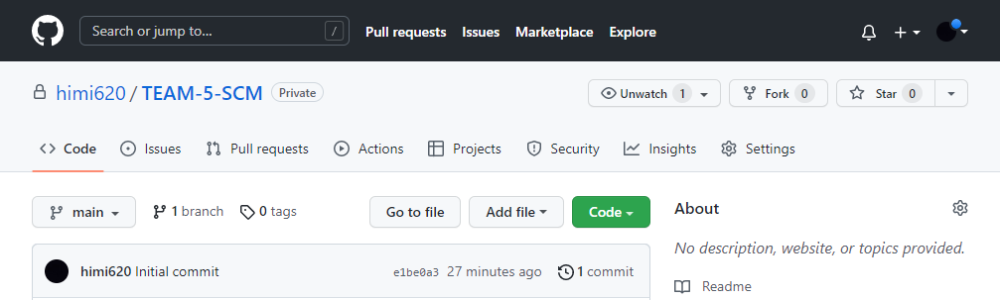 Search or jump to... / Pull requests Issues Marketplace Explore
himi620 / TEAM-5-SCM Private Unwatch 1 Fork 0 Star 0
Code Issues Pull requests Actions Projects Security Insights Settings
main 1 branch 0 tags Go to file Add file Code About
No description, website, or topics provided.
himi620 Initial commit e1be0a3 27 minutes ago 1 commit
Readme